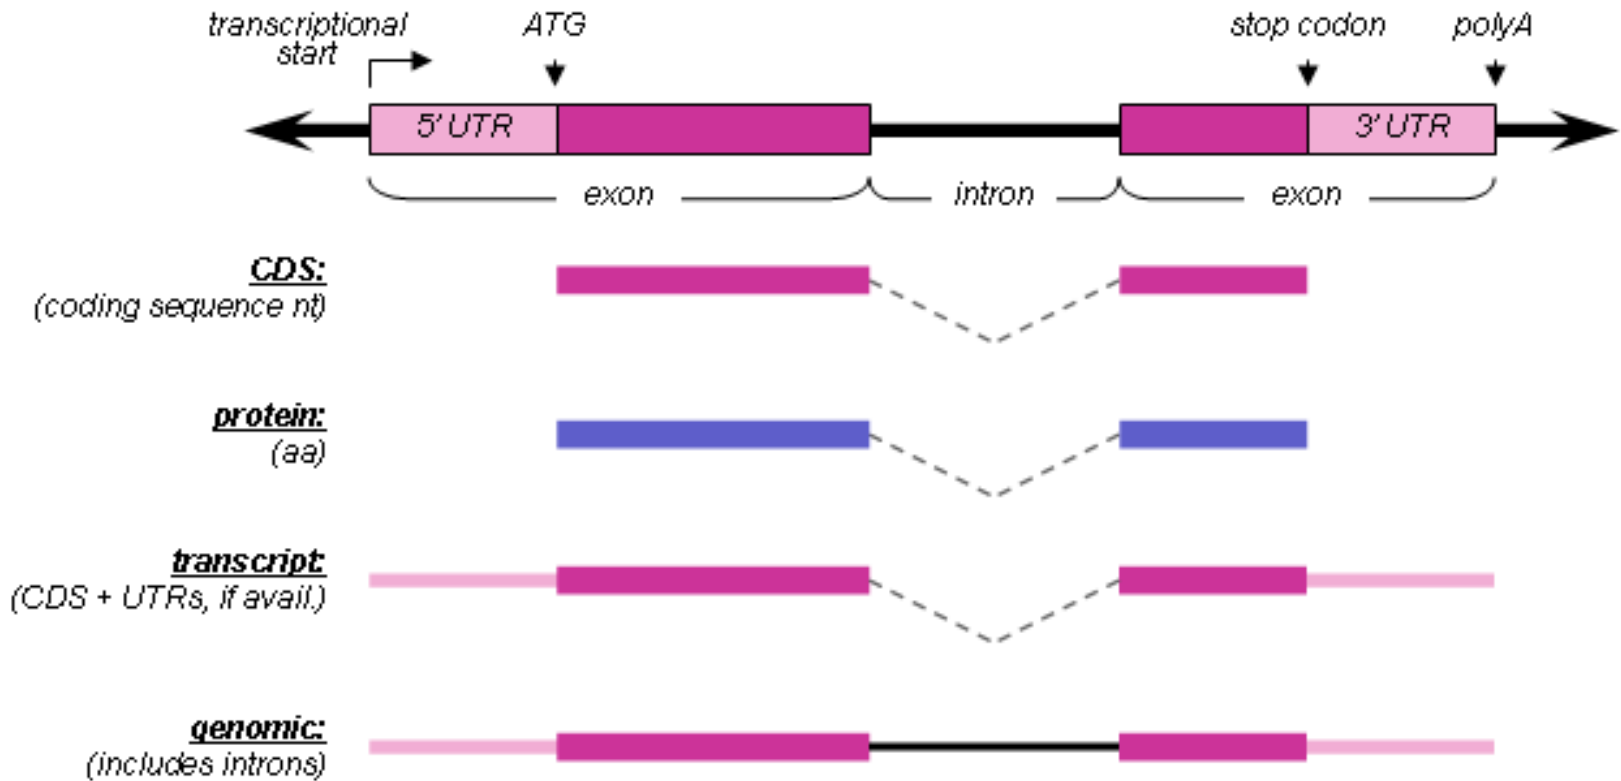 transcriptional
start
ATG
stop codon
polyA
5' UTR
3' UTR
exon
intron
exon
CDS:
(coding sequence nt)
protein:
(aa)
transcript:
(CDS + UTRs, if avail.)
genomic:
(includes introns)